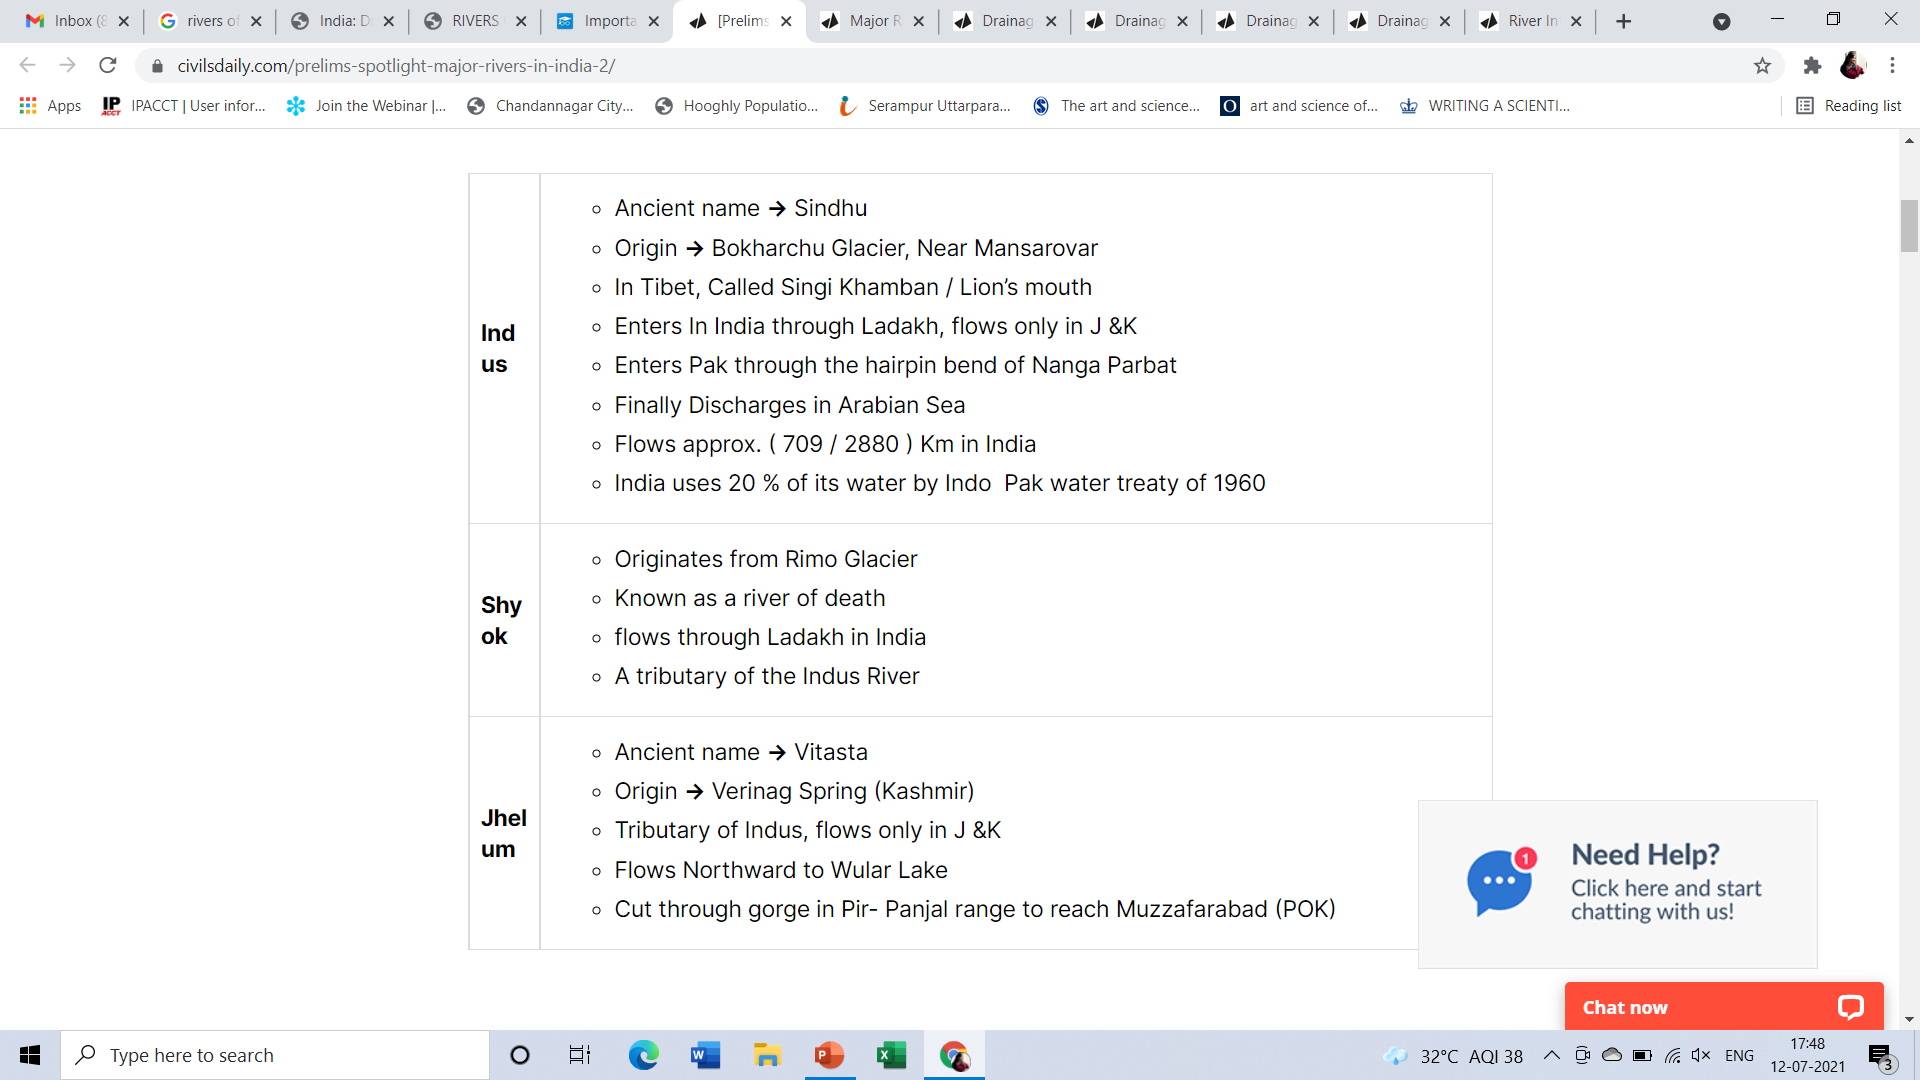 Inbox (8
rivers of
India: D
RIVERS
Importa
[Prelims
Major R
Drainag
Drainag
Drainag
Drainag
River In
civilsdaily.com/prelims-spotlight-major-rivers-in-india-2/
Apps
IPACCT | User infor...
Join the Webinar |...
Chandannagar City...
Hooghly Populatio...
Serampur Uttarpara...
The art and science...
art and science of...
WRITING A SCIENTI...
Reading list
Ind
us
Ancient name → Sindhu
Origin → Bokharchu Glacier, Near Mansarovar
In Tibet, Called Singi Khamban / Lion’s mouth
Enters In India through Ladakh, flows only in J &K
Enters Pak through the hairpin bend of Nanga Parbat
Finally Discharges in Arabian Sea
Flows approx. ( 709 / 2880 ) Km in India
India uses 20 % of its water by Indo  Pak water treaty of 1960
Shy
ok
Originates from Rimo Glacier
Known as a river of death
flows through Ladakh in India
A tributary of the Indus River
Jhel
um
Ancient name → Vitasta
Origin → Verinag Spring (Kashmir)
Tributary of Indus, flows only in J &K
Flows Northward to Wular Lake
Cut through gorge in Pir- Panjal range to reach Muzzafarabad (POK)
1
Need Help?
Click here and start
chatting with us!
Chat now
Type here to search
32°C AQI 38
ENG
17:48
12-07-2021
3